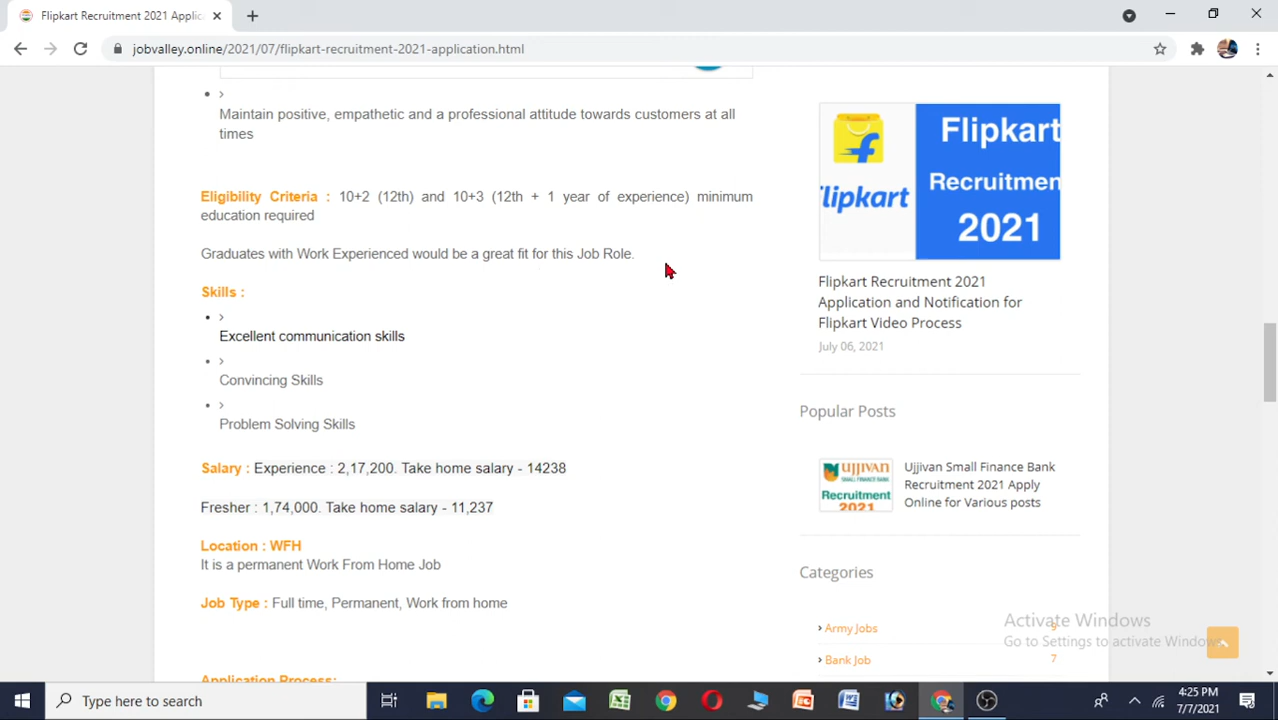 Flipkart Recruitment 2021 Applic
jobvalley.online/2021/07/flipkart-recruitment-2021-application.html
Maintain positive, empathetic and a professional attitude towards customers at all
times
Eligibility Criteria : 10+2 (12th) and 10+3 (12th + 1 year of experience) minimum
education required
Graduates with Work Experienced would be a great fit for this Job Role.
Skills :
Excellent communication skills
Convincing Skills
Problem Solving Skills
Salary : Experience : 2,17,200. Take home salary - 14238
Fresher : 1,74,000. Take home salary - 11,237
Location : WFH
It is a permanent Work From Home Job
Job Type : Full time, Permanent, Work from home
Application Process:
Flipkart
lipkart
Recruitmen
2021
Flipkart Recruitment 2021
Application and Notification for
Flipkart Video Process
July 06, 2021
Popular Posts
UJJIVAN
SMALL FINANCE BANK
Recruitment
2021
Ujjivan Small Finance Bank
Recruitment 2021 Apply
Online for Various posts
Categories
Army Jobs 9
Bank Job 7
Activate Windows
Go to Settings to activate Windows.
Type here to search
4:25 PM
7/7/2021